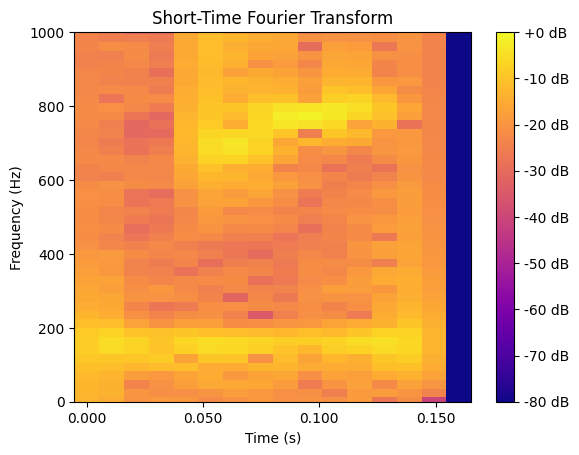 Short-Time Fourier Transform
1000
800
600
400
200
0
Frequency (Hz)
0.000
0.050
0.100
0.150
Time (s)
+0 dB
-10 dB
-20 dB
-30 dB
-40 dB
-50 dB
-60 dB
-70 dB
-80 dB